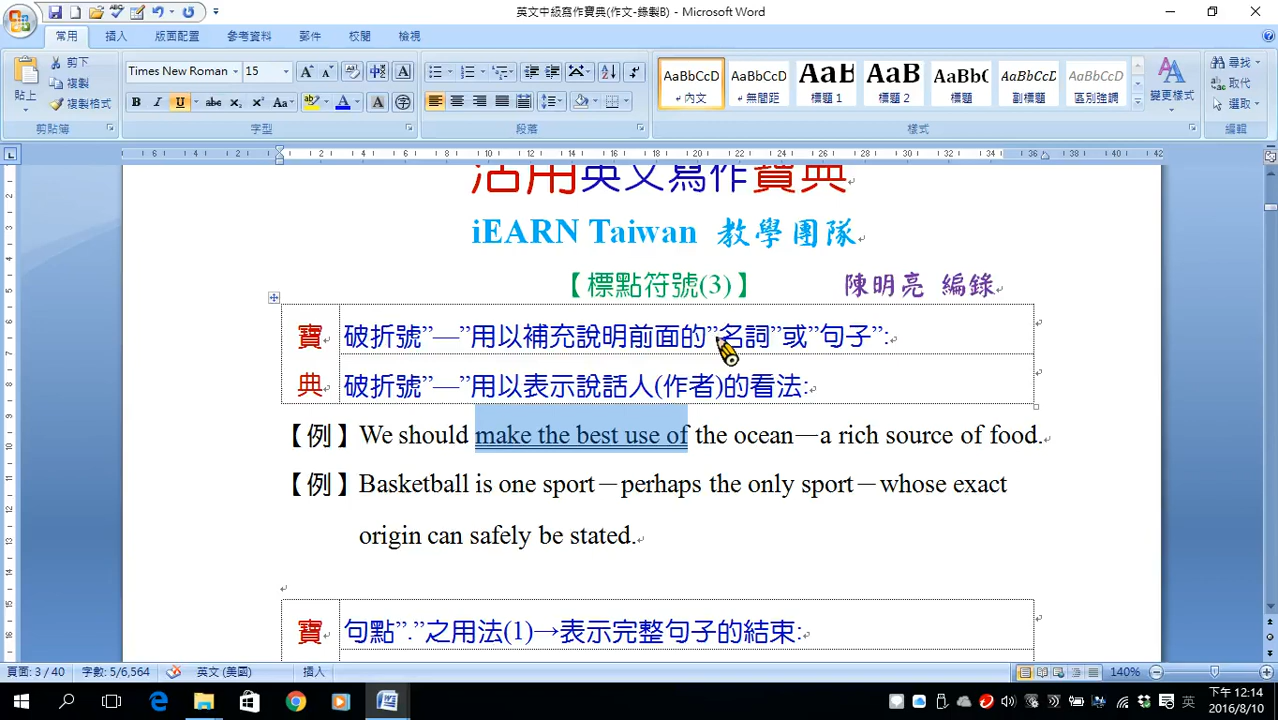 英文中級寫作寶典(作文-錄製B) - Microsoft Word
常用 插入 版面配置 參考資料 郵件 校閱 檢視
貼上 剪下 複製 複製格式 剪貼簿
Times New Roman 15 字型
段落
AaBbCcD 內文 AaBbCcD 無間距 AaBb 標題 1 AaB 標題 2 AaBbC 標題 AaBbCcD 副標題 AaBbCcD 區別強調 變更樣式 樣式
尋找 取代 選取 編輯
活用英文寫作寶典
iEARN Taiwan 教學團隊
【標點符號(3)】 陳明亮 編錄
寶 破折號”—”用以補充說明前面的”名詞”或”句子”:
典 破折號”—”用以表示說話人(作者)的看法:
【例】We should make the best use of the ocean—a rich source of food.
【例】Basketball is one sport－perhaps the only sport－whose exact
origin can safely be stated.
寶 句點”.”之用法(1)→表示完整句子的結束:
頁面: 3 / 40 字數: 5/6,564 英文 (美國) 插入 140%
英 下午 12:14
2016/8/10